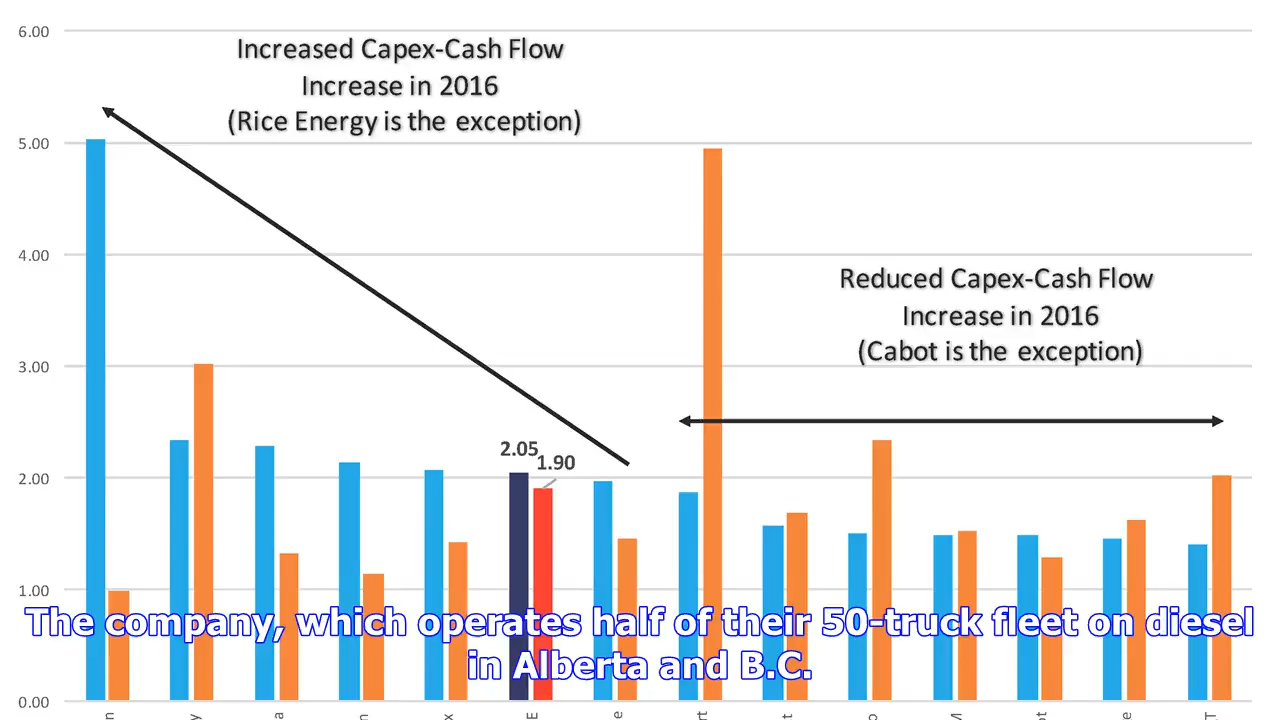 6.00
Increased Capex-Cash Flow
Increase in 2016
(Rice Energy is the exception)
5.00
4.00
Reduced Capex-Cash Flow
Increase in 2016
(Cabot is the exception)
3.00
2.05
1.90
2.00
1.00
The company, which operates half of their 50-truck fleet on diesel
in Alberta and B.C.
0.00